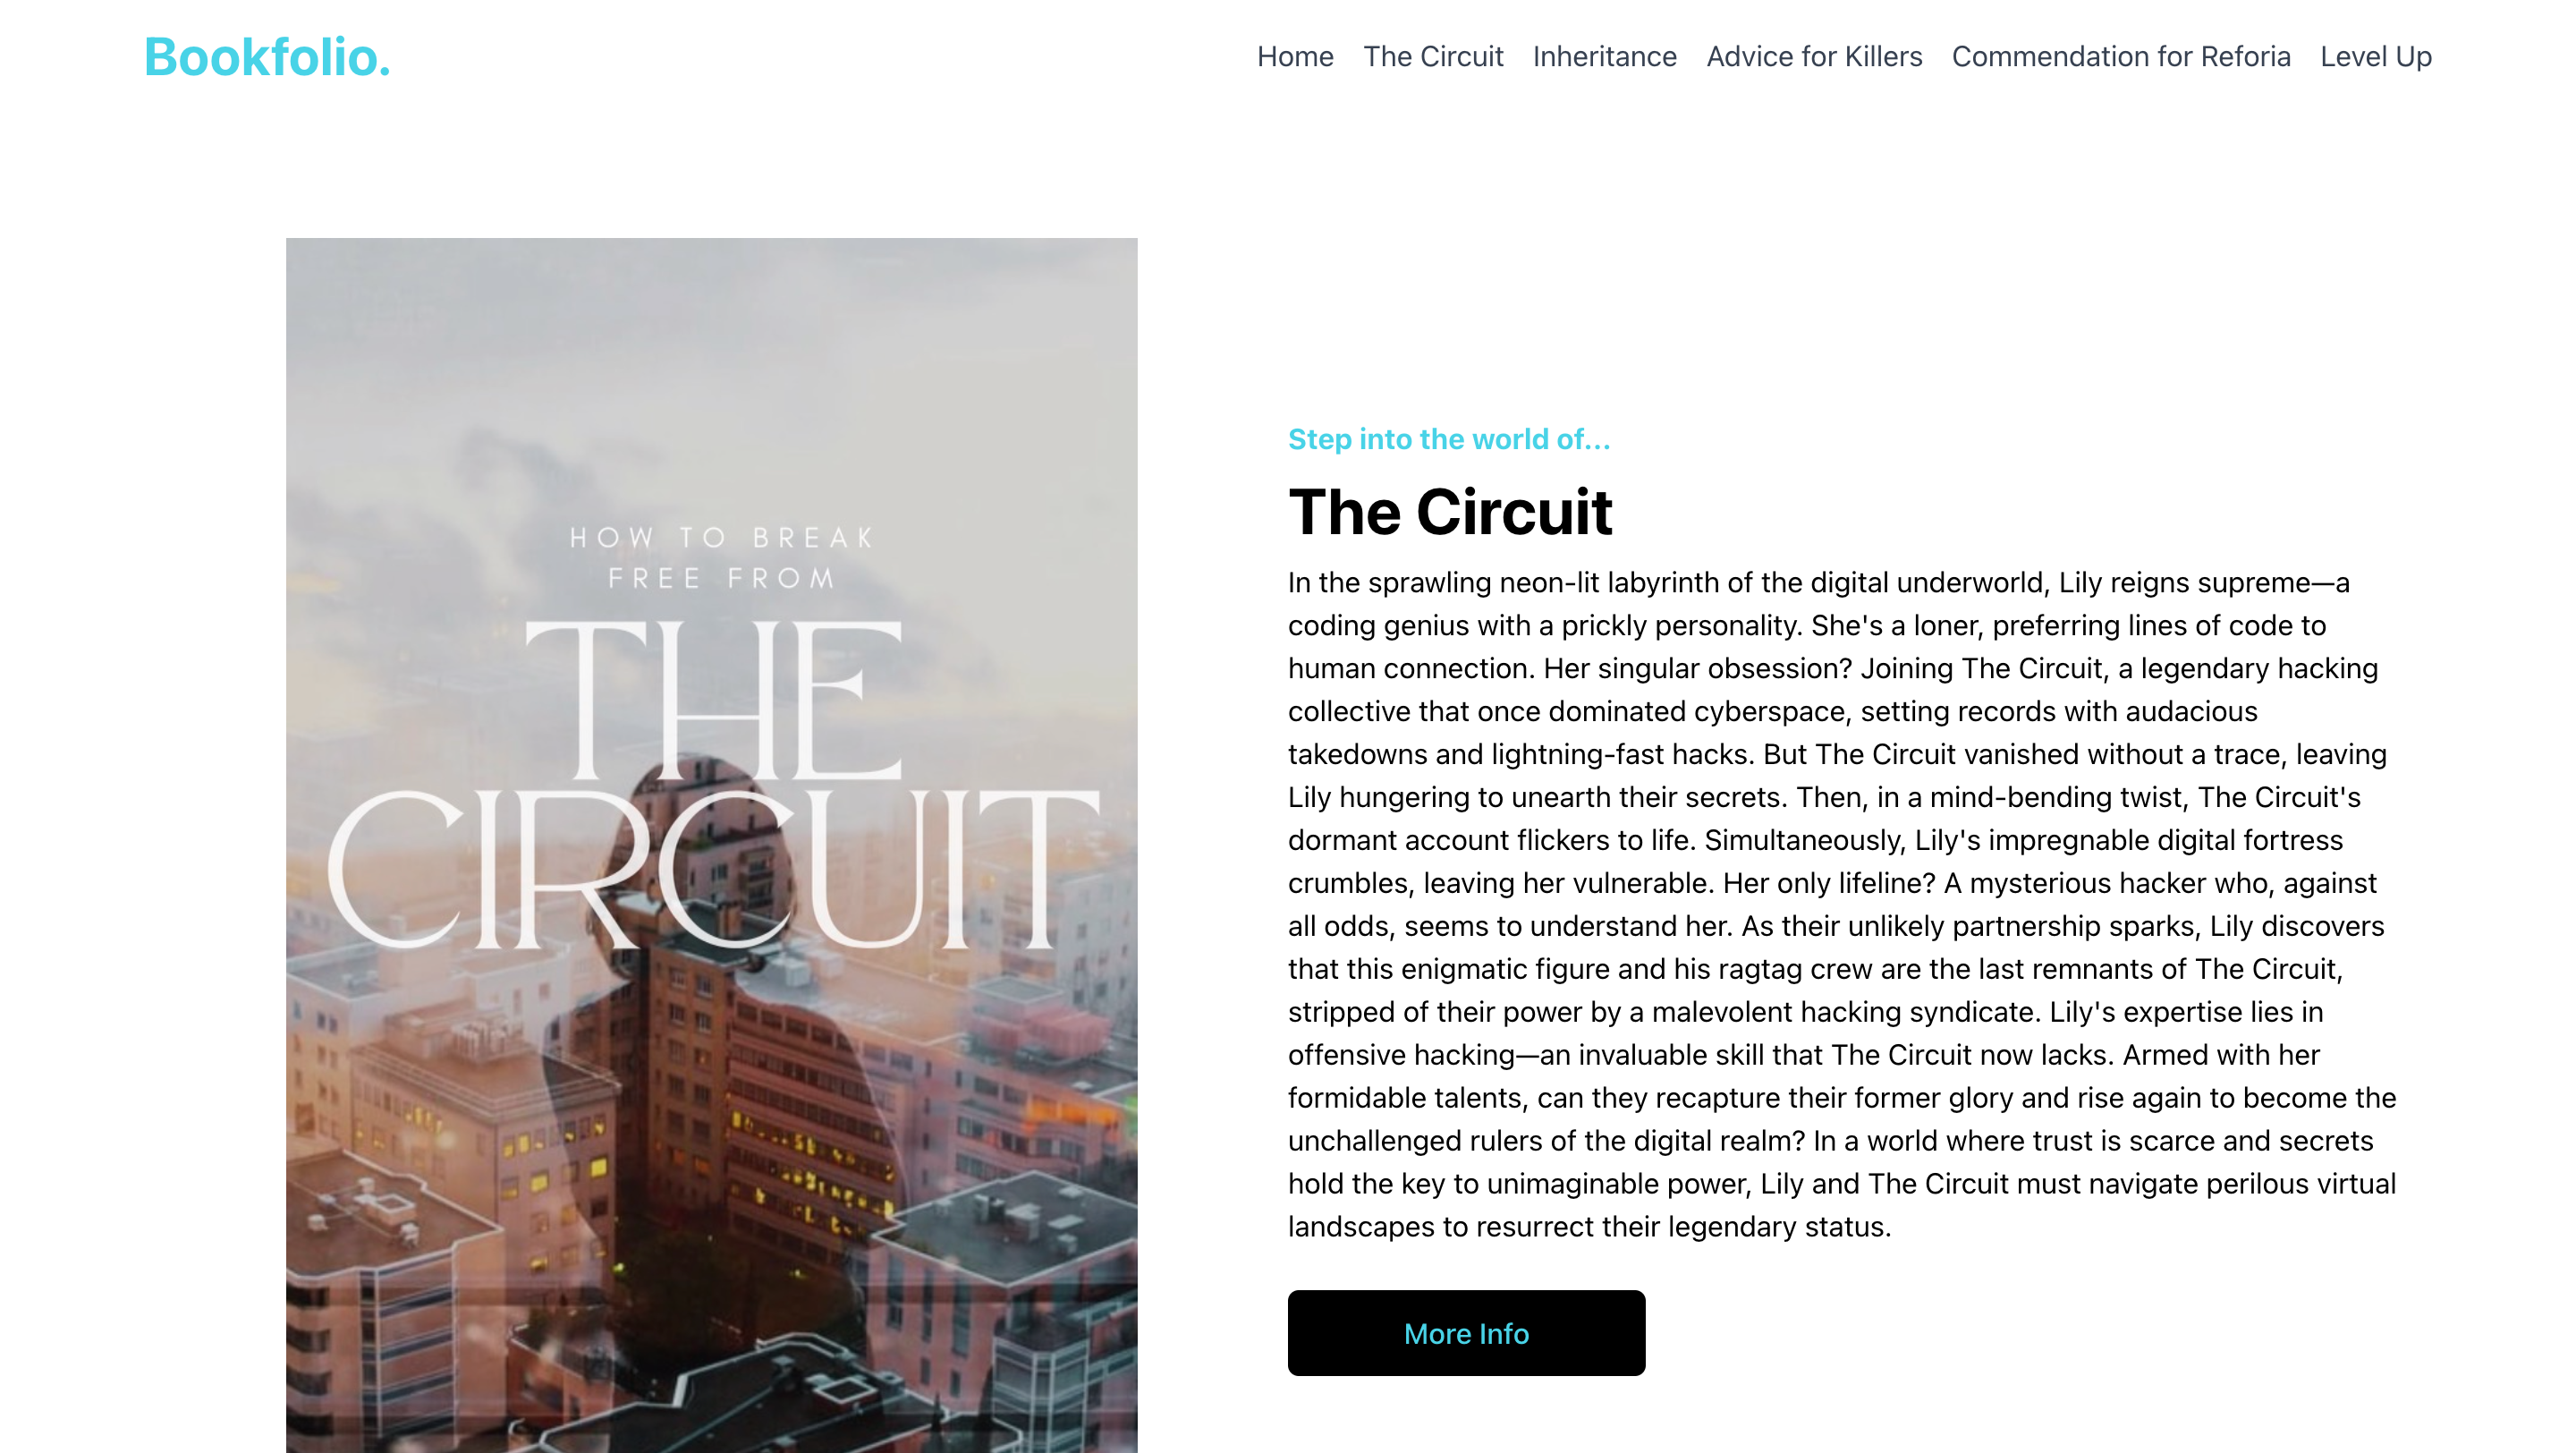 Bookfolio.
Home The Circuit Inheritance Advice for Killers Commendation for Reforia Level Up
HOW TO BREAK
FREE FROM
THE
CIRCUIT
Step into the world of...
The Circuit
In the sprawling neon-lit labyrinth of the digital underworld, Lily reigns supreme—a
coding genius with a prickly personality. She's a loner, preferring lines of code to
human connection. Her singular obsession? Joining The Circuit, a legendary hacking
collective that once dominated cyberspace, setting records with audacious
takedowns and lightning-fast hacks. But The Circuit vanished without a trace, leaving
Lily hungering to unearth their secrets. Then, in a mind-bending twist, The Circuit's
dormant account flickers to life. Simultaneously, Lily's impregnable digital fortress
crumbles, leaving her vulnerable. Her only lifeline? A mysterious hacker who, against
all odds, seems to understand her. As their unlikely partnership sparks, Lily discovers
that this enigmatic figure and his ragtag crew are the last remnants of The Circuit,
stripped of their power by a malevolent hacking syndicate. Lily's expertise lies in
offensive hacking—an invaluable skill that The Circuit now lacks. Armed with her
formidable talents, can they recapture their former glory and rise again to become the
unchallenged rulers of the digital realm? In a world where trust is scarce and secrets
hold the key to unimaginable power, Lily and The Circuit must navigate perilous virtual
landscapes to resurrect their legendary status.
More Info